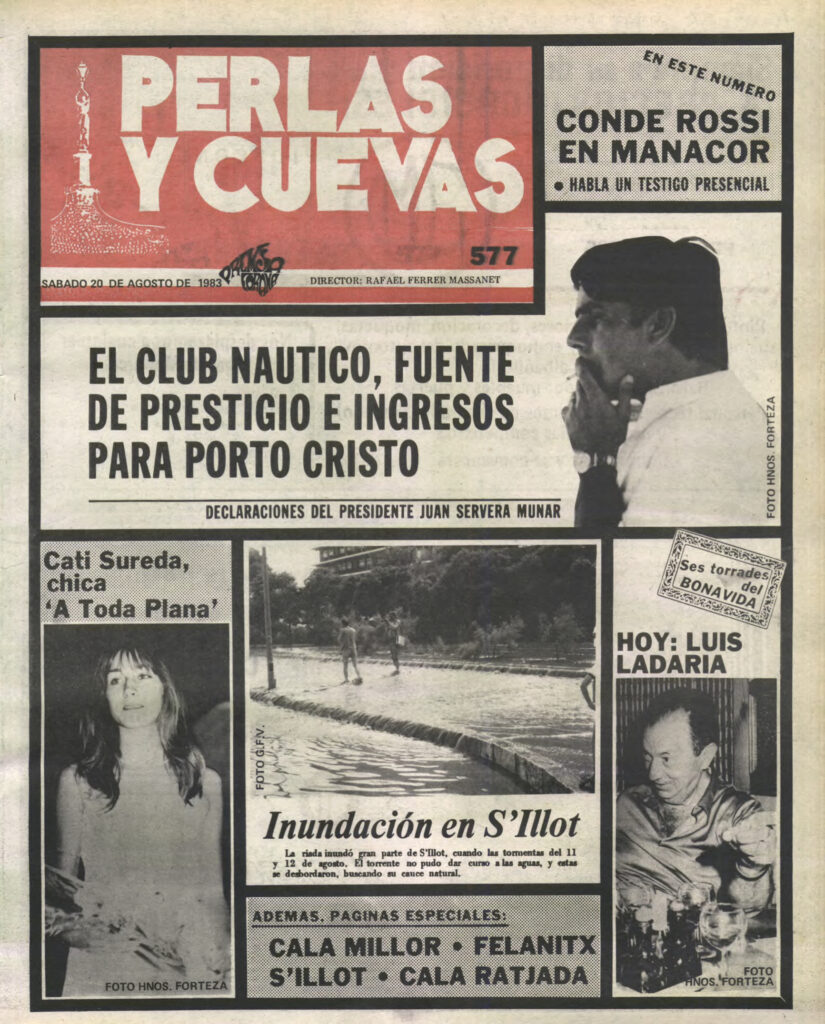 PERLAS
Y CUEVAS
577
SABADO 20 DE AGOSTO DE 1983
DIRECTOR: RAFAEL FERRER MASSANET
EN ESTE NUMERO
CONDE ROSSI
EN MANACOR
• HABLA UN TESTIGO PRESENCIAL
EL CLUB NAUTICO, FUENTE
DE PRESTIGIO E INGRESOS
PARA PORTO CRISTO
DECLARACIONES DEL PRESIDENTE JUAN SERVERA MUNAR
FOTO HNOS. FORTEZA
Cati Sureda,
chica
'A Toda Plana'
FOTO HNOS. FORTEZA
FOTO G.F.V.
Inundación en S'Illot
La riada inundó gran parte de S'Illot, cuando las tormentas del 11
y 12 de agosto. El torrente no pudo dar curso a las aguas, y estas
se desbordaron, buscando su cauce natural.
ADEMAS, PAGINAS ESPECIALES:
CALA MILLOR • FELANITX
S'ILLOT • CALA RATJADA
Ses torrades
del
BONAVIDA
HOY: LUIS
LADARIA
FOTO
HNOS. FORTEZA